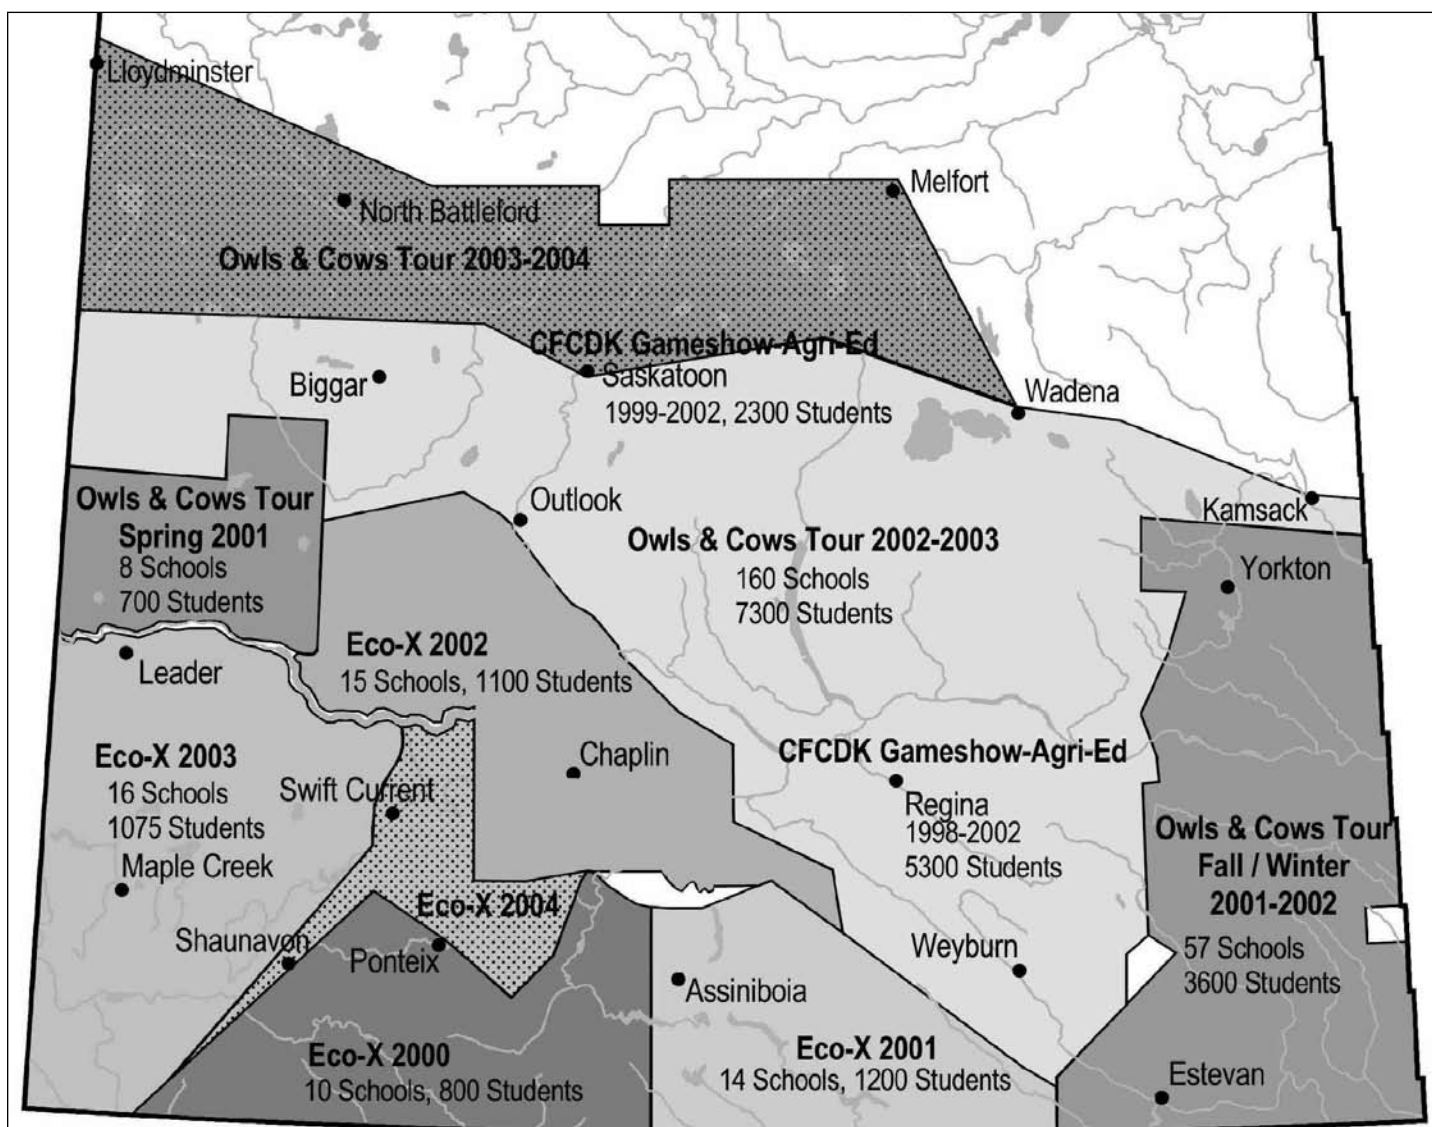 Lloydminster
Melfort
North Battleford
Owls & Cows Tour 2003-2004
CFCDK Gameshow-Agri-Ed
Saskatoon
1999-2002, 2300 Students
Biggar
Wadena
Owls & Cows Tour
Spring 2001
8 Schools
700 Students
Outlook
Kamsack
Owls & Cows Tour 2002-2003
160 Schools
7300 Students
Yorkton
Eco-X 2002
15 Schools, 1100 Students
Leader
Eco-X 2003
16 Schools
1075 Students
Swift Current
Chaplin
CFCDK Gameshow-Agri-Ed
Regina
1998-2002
5300 Students
Owls & Cows Tour
Fall / Winter
2001-2002
57 Schools
3600 Students
Maple Creek
Eco-X 2004
Shaunavon
Ponteix
Weyburn
Assiniboia
Eco-X 2000
10 Schools, 800 Students
Eco-X 2001
14 Schools, 1200 Students
Estevan